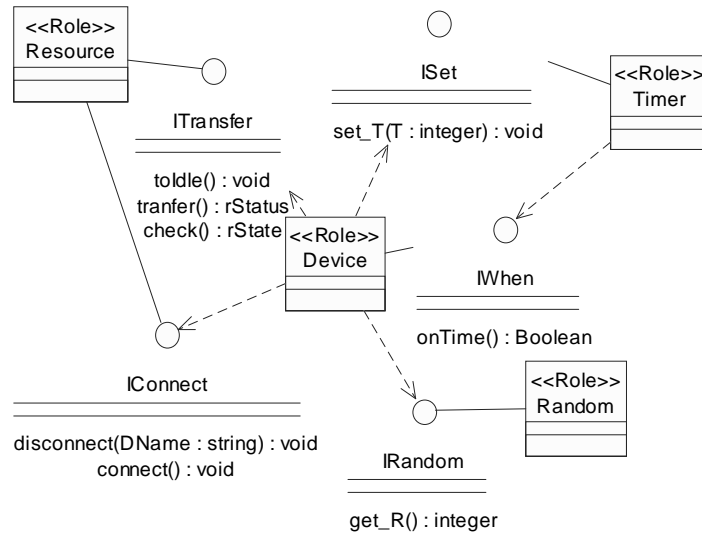 <<Role>>
Resource
ITransfer
toIdle() : void
tranfer() : rStatus
check() : rState
ISet
set_T(T : integer) : void
<<Role>>
Timer
<<Role>>
Device
IWhen
onTime() : Boolean
IConnect
disconnect(DName : string) : void
connect() : void
<<Role>>
Random
IRandom
get_R() : integer